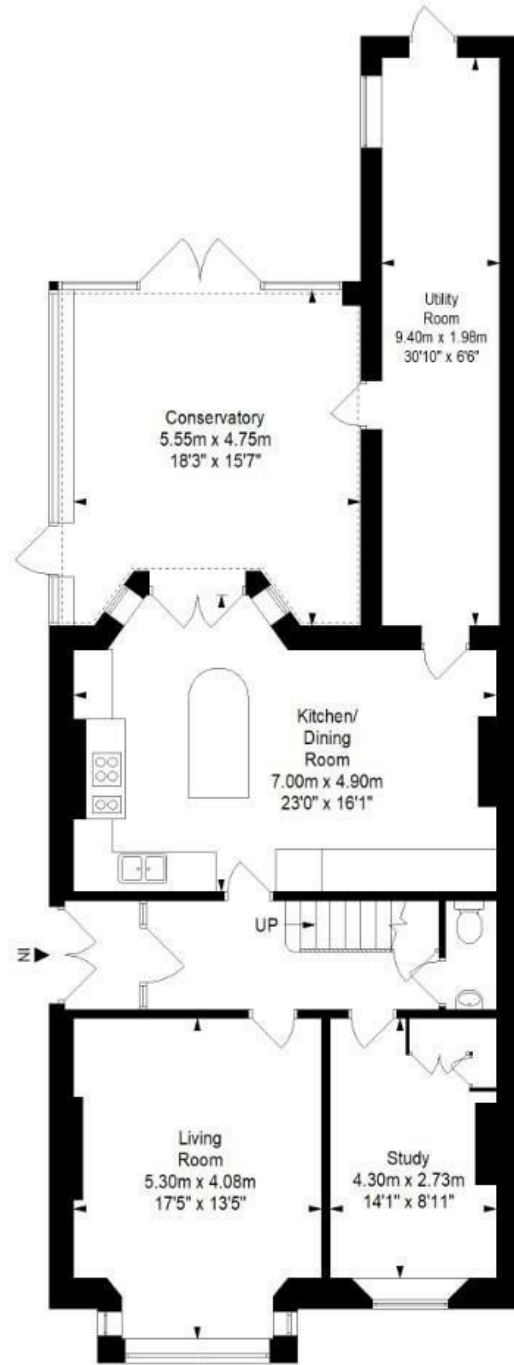 Utility
Room
9.40m x 1.98m
30'10" x 6'6"
Conservatory
5.55m x 4.75m
18'3" x 15'7"
Kitchen/
Dining
Room
7.00m x 4.90m
23'0" x 16'1"
UP
IN
Living
Room
5.30m x 4.08m
17'5" x 13'5"
Study
4.30m x 2.73m
14'1" x 8'11"